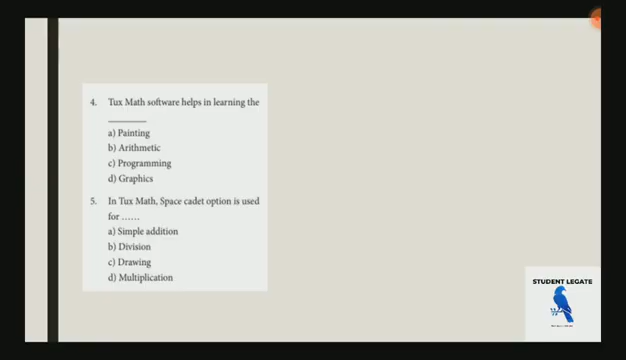 4. Tux Math software helps in learning the
________
a) Painting
b) Arithmetic
c) Programming
d) Graphics
5. In Tux Math, Space cadet option is used
for ......
a) Simple addition
b) Division
c) Drawing
d) Multiplication
STUDENT LEGATE